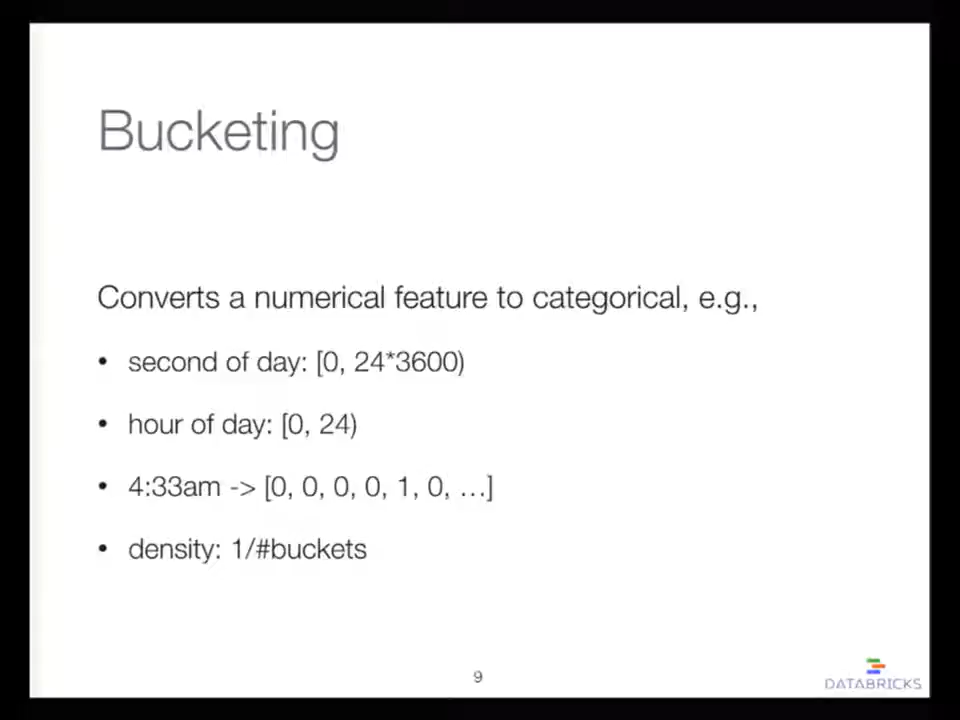 Bucketing
Converts a numerical feature to categorical, e.g.,
• second of day: [0, 24*3600)
• hour of day: [0, 24)
• 4:33am -> [0, 0, 0, 0, 1, 0, …]
• density: 1/#buckets
9
DATABRICKS